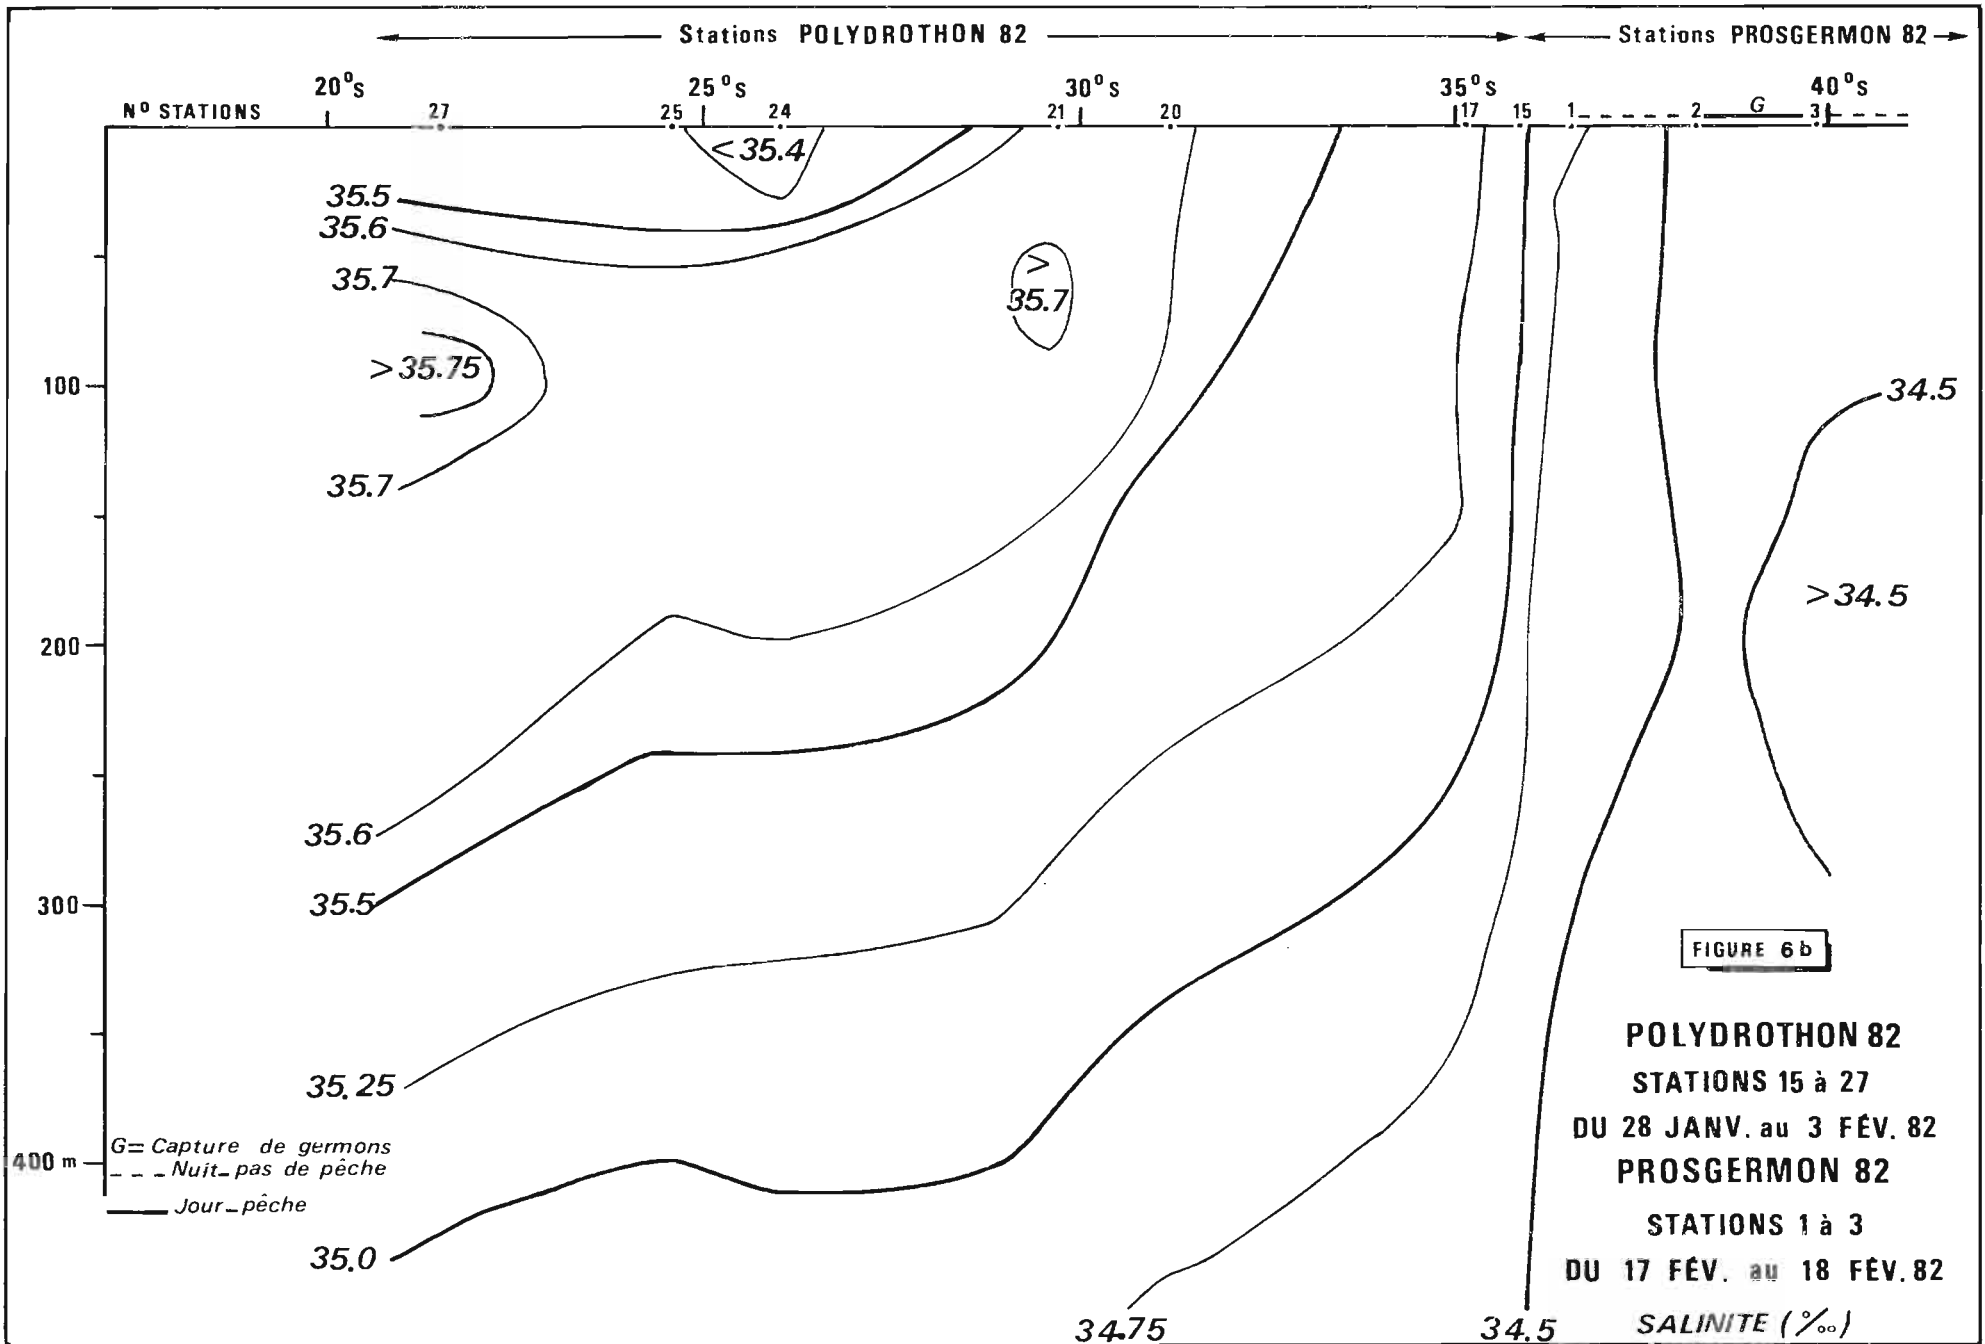 Stations POLYDROTHON 82
Stations PROSGERMON 82
20°S 25°S 30°S 35°S 40°S
N° STATIONS 27 25 24 21 20 17 15 1 2 G 3
<35.4
35.5
35.6
35.7
>
35.7
>35.75
100
34.5
35.7
>34.5
200
35.6
35.5
300
FIGURE 6b
35.25
POLYDROTHON 82
STATIONS 15 à 27
DU 28 JANV. au 3 FÉV. 82
PROSGERMON 82
STATIONS 1 à 3
DU 17 FÉV. au 18 FÉV. 82
SALINITE (°/oo)
G= Capture de germons
400 m
--- Nuit_pas de pêche
Jour_pêche
35.0
34.75
34.5